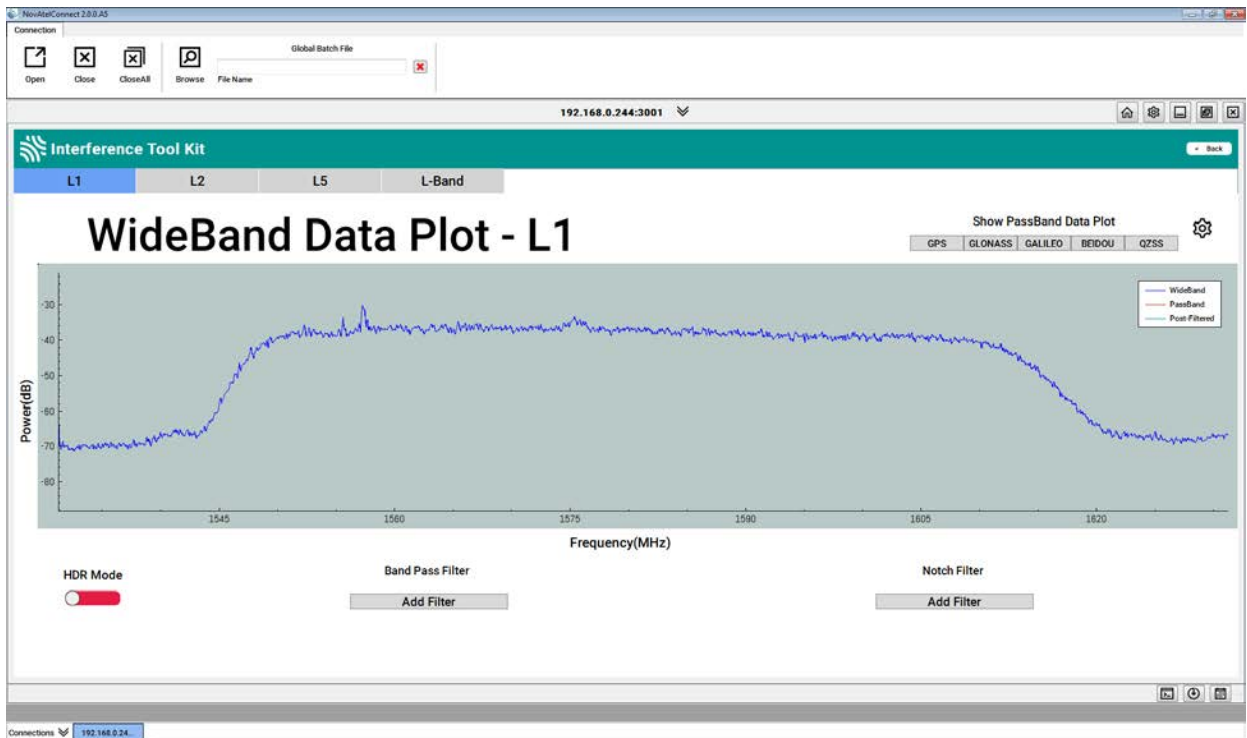 NovAtelConnect 2.0.0.A5
Connection
Open
Close
CloseAll
Browse
Global Batch File
File Name
192.168.0.244:3001
Interference Tool Kit
Back
L1 L2 L5 L-Band
WideBand Data Plot - L1
Show PassBand Data Plot
GPS GLONASS GALILEO BEIDOU QZSS
WideBand
PassBand
Post-Filtered
Power(dB)
-30
-40
-50
-60
-70
-80
1545 1560 1575 1590 1605 1620
Frequency(MHz)
HDR Mode
Band Pass Filter
Add Filter
Notch Filter
Add Filter
Connections
192.168.0.24...